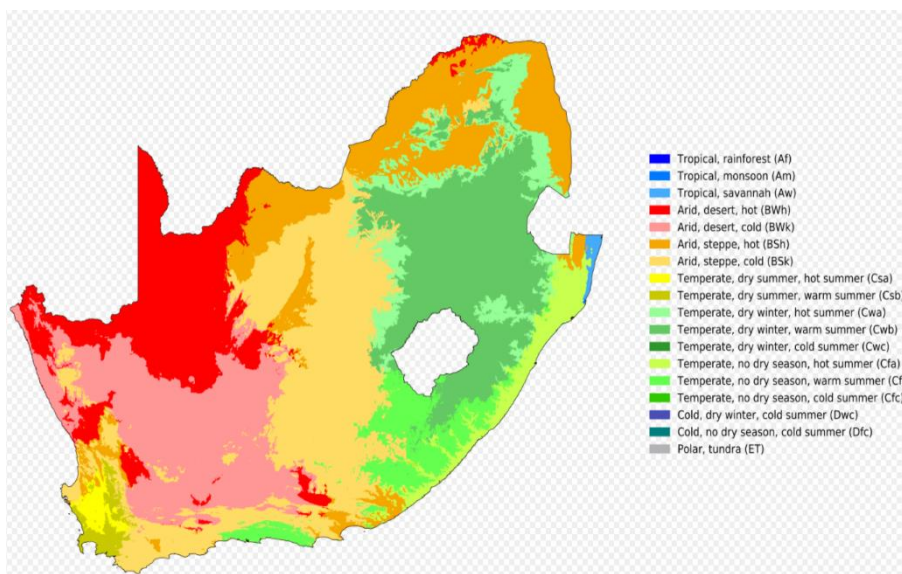 Tropical, rainforest (Af)
Tropical, monsoon (Am)
Tropical, savannah (Aw)
Arid, desert, hot (BWh)
Arid, desert, cold (BWk)
Arid, steppe, hot (BSh)
Arid, steppe, cold (BSk)
Temperate, dry summer, hot summer (Csa)
Temperate, dry summer, warm summer (Csb)
Temperate, dry winter, hot summer (Cwa)
Temperate, dry winter, warm summer (Cwb)
Temperate, dry winter, cold summer (Cwc)
Temperate, no dry season, hot summer (Cfa)
Temperate, no dry season, warm summer (Cf
Temperate, no dry season, cold summer (Cfc)
Cold, dry winter, cold summer (Dwc)
Cold, no dry season, cold summer (Dfc)
Polar, tundra (ET)